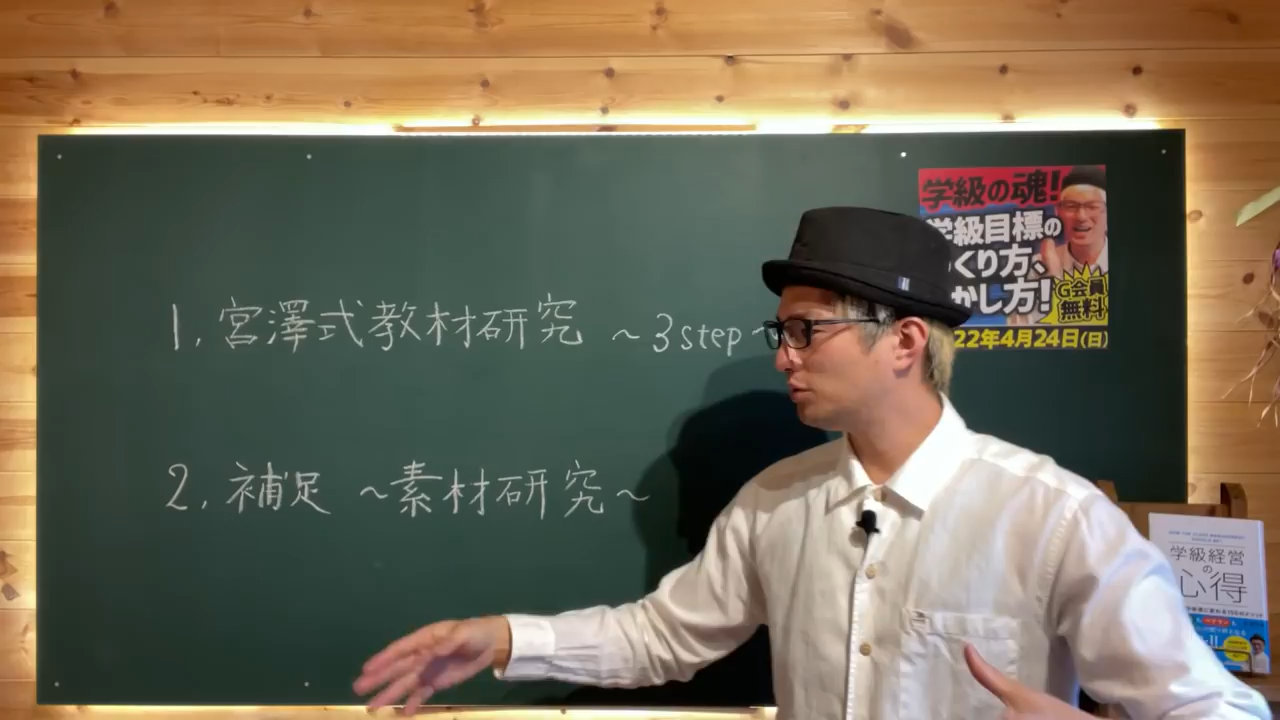 1. 宮澤式教材研究 ~3step~
2. 補足 ~素材研究~
学級の魂!
学級目標の
くり方、
かし方!
G会員
無料
22年4月24日(日)
学級経営
の
心得